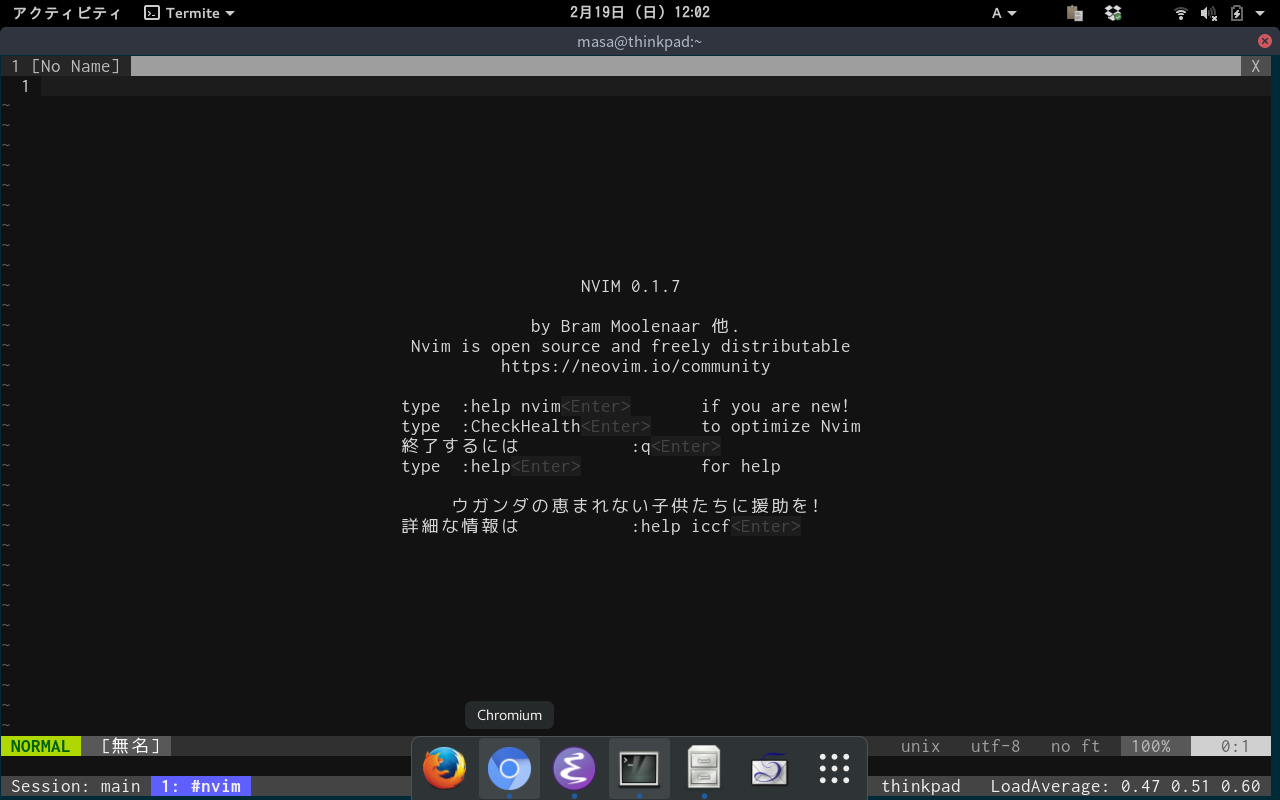 アクティビティ Termite 2月19日 (日) 12:02 A
masa@thinkpad:~
1 [No Name] X
1
~
~
~
~
~
~
~
~
~
NVIM 0.1.7
~
~
by Bram Moolenaar 他.
~
Nvim is open source and freely distributable
~
https://neovim.io/community
~
~
type :help nvim<Enter> if you are new!
~
type :CheckHealth<Enter> to optimize Nvim
~
終了するには :q<Enter>
~
type :help<Enter> for help
~
~
ウガンダの恵まれない子供たちに援助を!
~
詳細な情報は :help iccf<Enter>
~
~
~
~
~
~
~
~
~
Chromium
~
NORMAL [無名] unix utf-8 no ft 100% 0:1
Session: main 1: #nvim thinkpad LoadAverage: 0.47 0.51 0.60